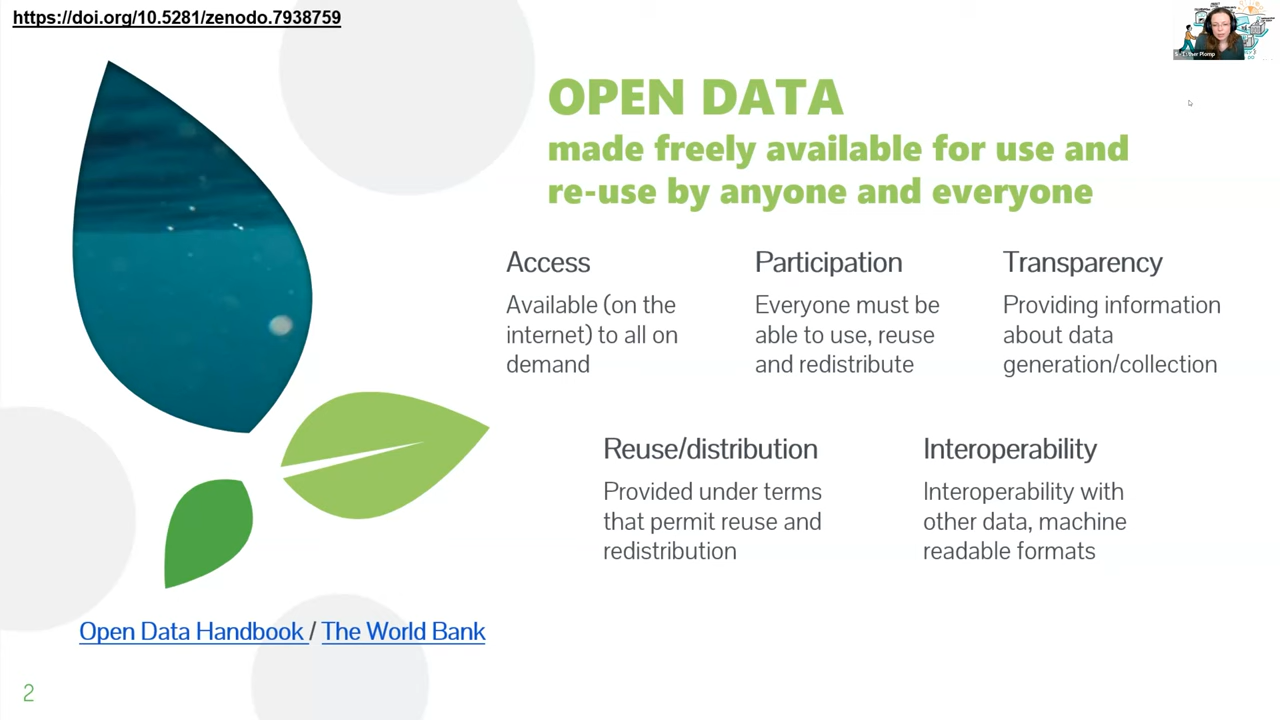 https://doi.org/10.5281/zenodo.7938759
Esther Plomp
OPEN DATA
made freely available for use and
re-use by anyone and everyone
Access
Available (on the
internet) to all on
demand
Participation
Everyone must be
able to use, reuse
and redistribute
Transparency
Providing information
about data
generation/collection
Reuse/distribution
Provided under terms
that permit reuse and
redistribution
Interoperability
Interoperability with
other data, machine
readable formats
Open Data Handbook / The World Bank
2